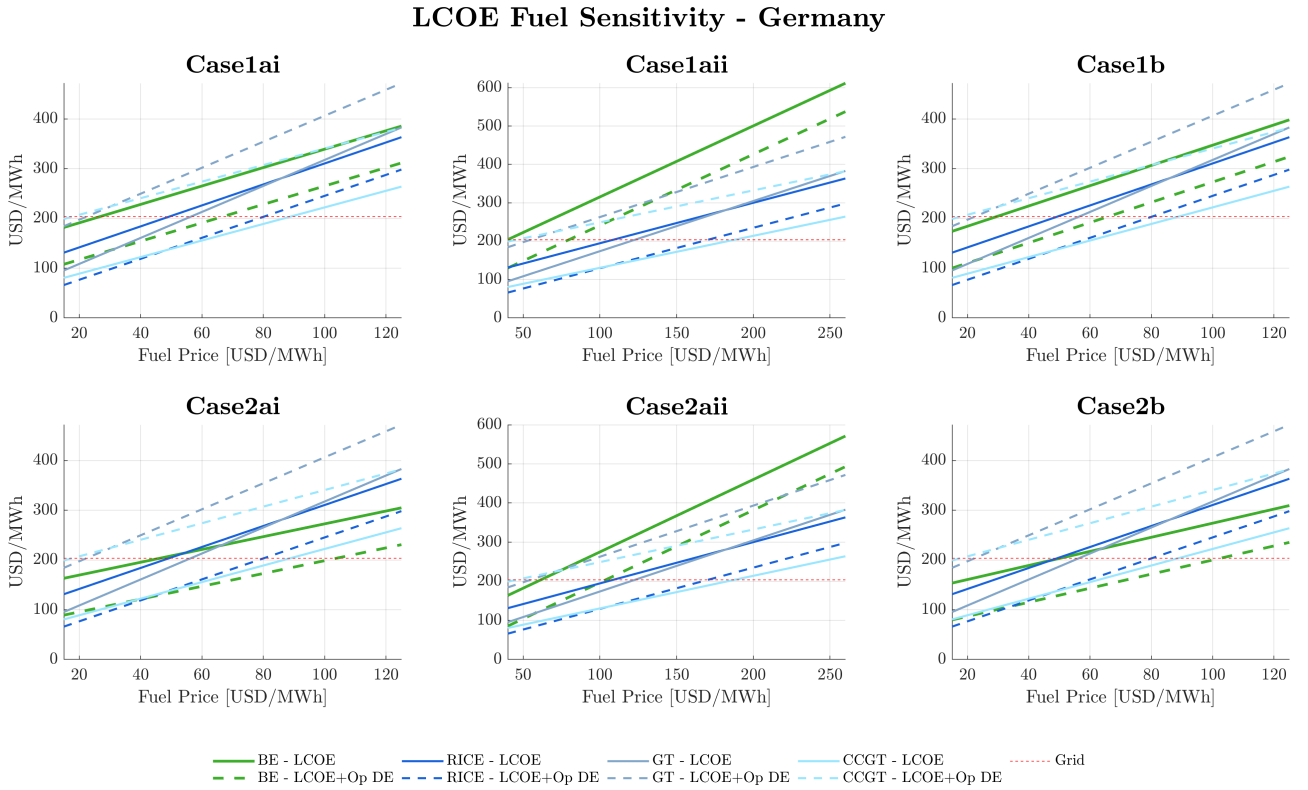 LCOE Fuel Sensitivity - Germany
Case1ai
USD/MWh
400
300
200
100
0
20 40 60 80 100 120
Fuel Price [USD/MWh]
Case1aii
USD/MWh
600
500
400
300
200
100
0
50 100 150 200 250
Fuel Price [USD/MWh]
Case1b
USD/MWh
400
300
200
100
0
20 40 60 80 100 120
Fuel Price [USD/MWh]
Case2ai
USD/MWh
400
300
200
100
0
20 40 60 80 100 120
Fuel Price [USD/MWh]
Case2aii
USD/MWh
600
500
400
300
200
100
0
50 100 150 200 250
Fuel Price [USD/MWh]
Case2b
USD/MWh
400
300
200
100
0
20 40 60 80 100 120
Fuel Price [USD/MWh]
BE - LCOE RICE - LCOE GT - LCOE CCGT - LCOE Grid
BE - LCOE+Op DE RICE - LCOE+Op DE GT - LCOE+Op DE CCGT - LCOE+Op DE